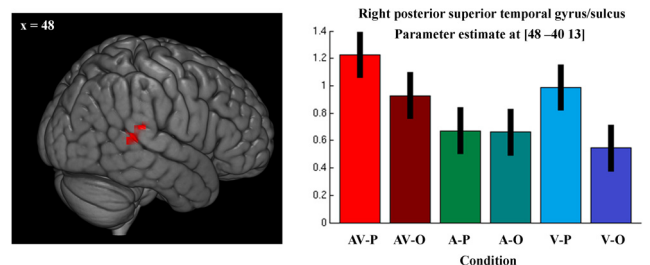 x = 48
Right posterior superior temporal gyrus/sulcus
Parameter estimate at [48 –40 13]
1.4
1.2
1
0.8
0.6
0.4
0.2
0
AV-P AV-O A-P A-O V-P V-O
Condition